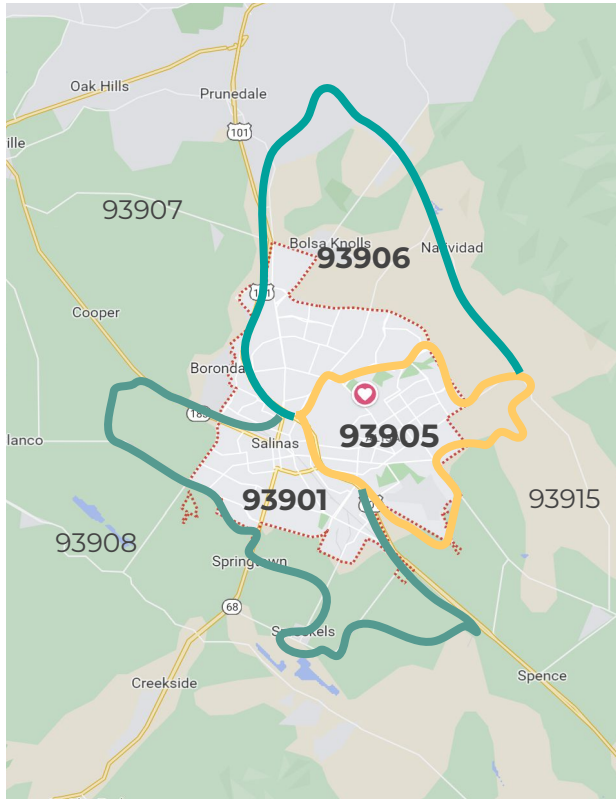 Oak Hills
Prunedale
101
ille
93907
Bolsa Knolls
Natividad
93906
Cooper
Boronda
183
93905
Salinas
lanco
93901
93915
93908
Springtown
68
Spreckels
Spence
Creekside